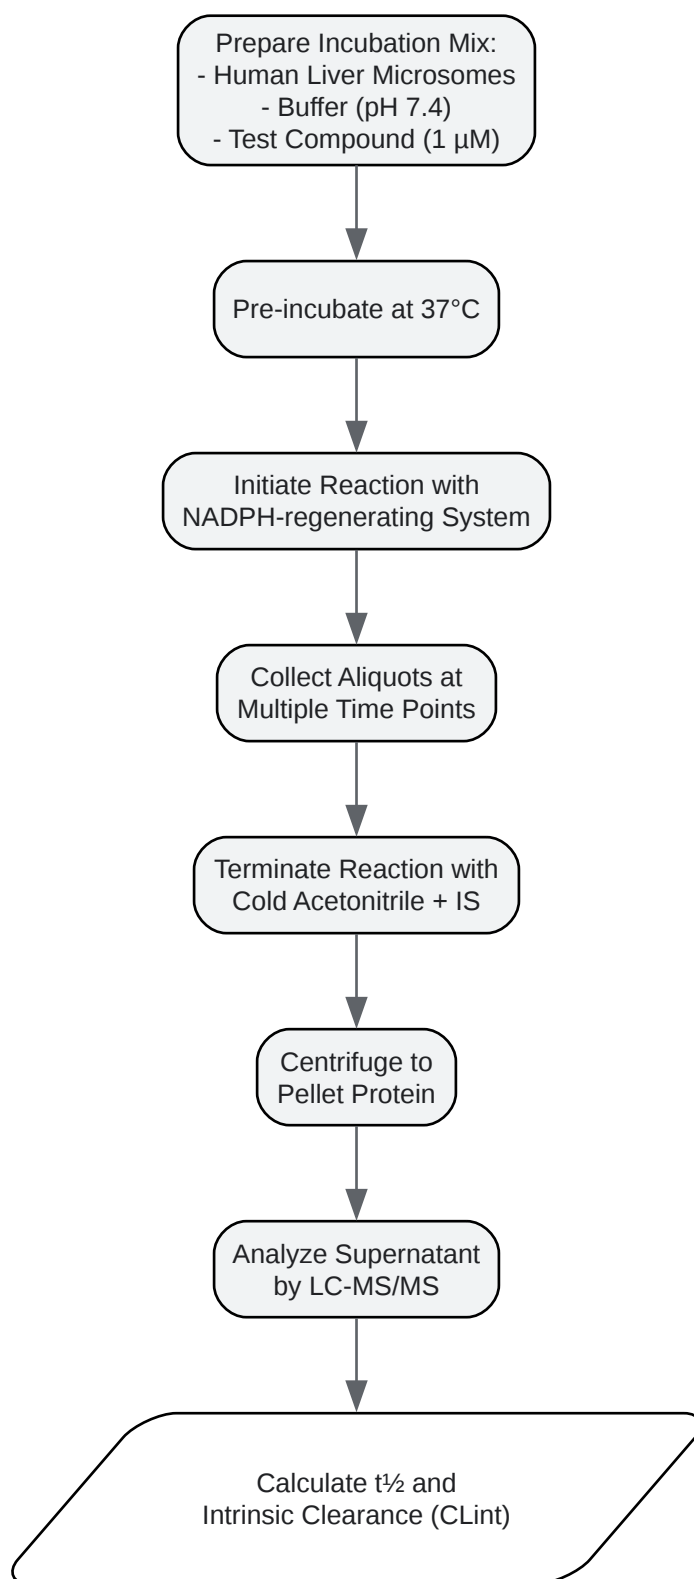 Prepare Incubation Mix:
- Human Liver Microsomes
- Buffer (pH 7.4)
- Test Compound (1 µM)
Pre-incubate at 37°C
Initiate Reaction with
NADPH-regenerating System
Collect Aliquots at
Multiple Time Points
Terminate Reaction with
Cold Acetonitrile + IS
Centrifuge to
Pellet Protein
Analyze Supernatant
by LC-MS/MS
Calculate t½ and
Intrinsic Clearance (CLint)